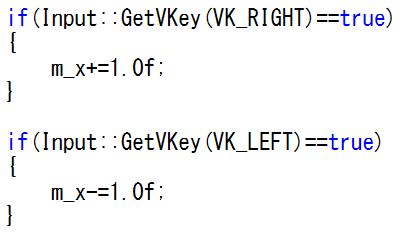 if(Input::GetVKey(VK_RIGHT)==true)
{
    m_x+=1.0f;
}

if(Input::GetVKey(VK_LEFT)==true)
{
    m_x-=1.0f;
}